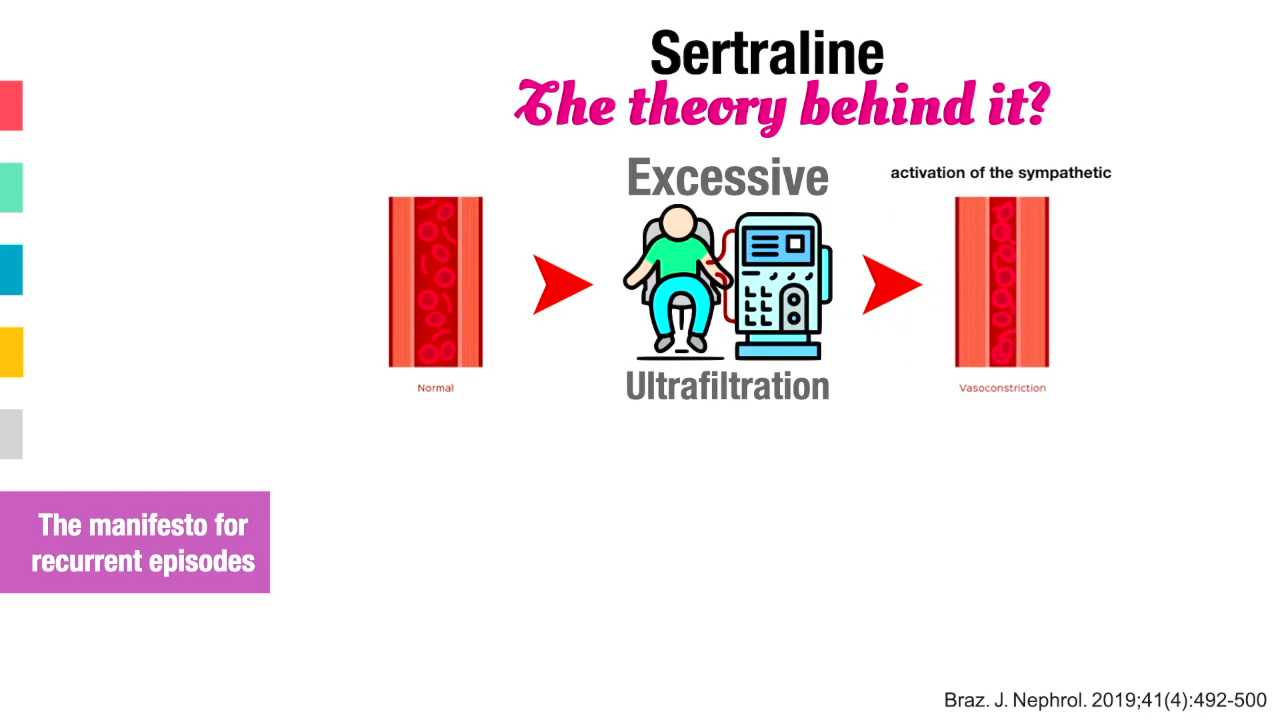 Sertraline
The theory behind it?
Excessive
activation of the sympathetic
Normal
Ultrafiltration
Vasoconstriction
The manifesto for
recurrent episodes
Braz. J. Nephrol. 2019;41(4):492-500